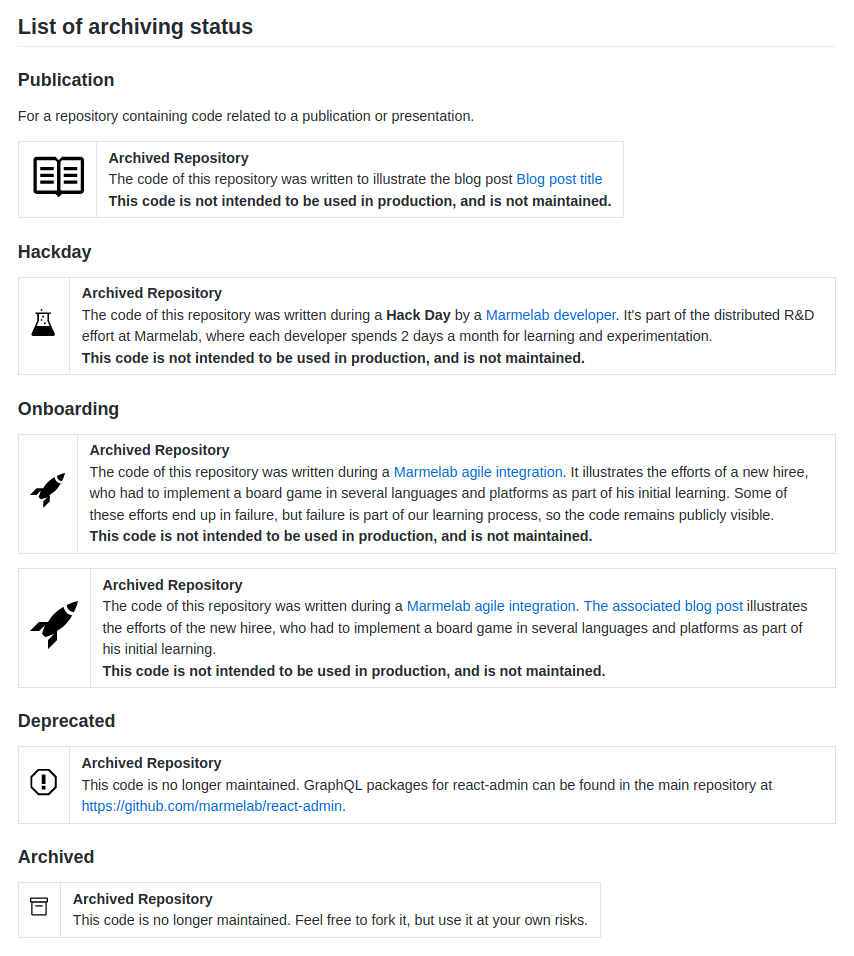 List of archiving status
Publication
For a repository containing code related to a publication or presentation.
Archived Repository
The code of this repository was written to illustrate the blog post Blog post title
This code is not intended to be used in production, and is not maintained.
Hackday
Archived Repository
The code of this repository was written during a Hack Day by a Marmelab developer. It's part of the distributed R&D
effort at Marmelab, where each developer spends 2 days a month for learning and experimentation.
This code is not intended to be used in production, and is not maintained.
Onboarding
Archived Repository
The code of this repository was written during a Marmelab agile integration. It illustrates the efforts of a new hiree,
who had to implement a board game in several languages and platforms as part of his initial learning. Some of
these efforts end up in failure, but failure is part of our learning process, so the code remains publicly visible.
This code is not intended to be used in production, and is not maintained.
Archived Repository
The code of this repository was written during a Marmelab agile integration. The associated blog post illustrates
the efforts of the new hiree, who had to implement a board game in several languages and platforms as part of
his initial learning.
This code is not intended to be used in production, and is not maintained.
Deprecated
Archived Repository
This code is no longer maintained. GraphQL packages for react-admin can be found in the main repository at
https://github.com/marmelab/react-admin.
Archived
Archived Repository
This code is no longer maintained. Feel free to fork it, but use it at your own risks.